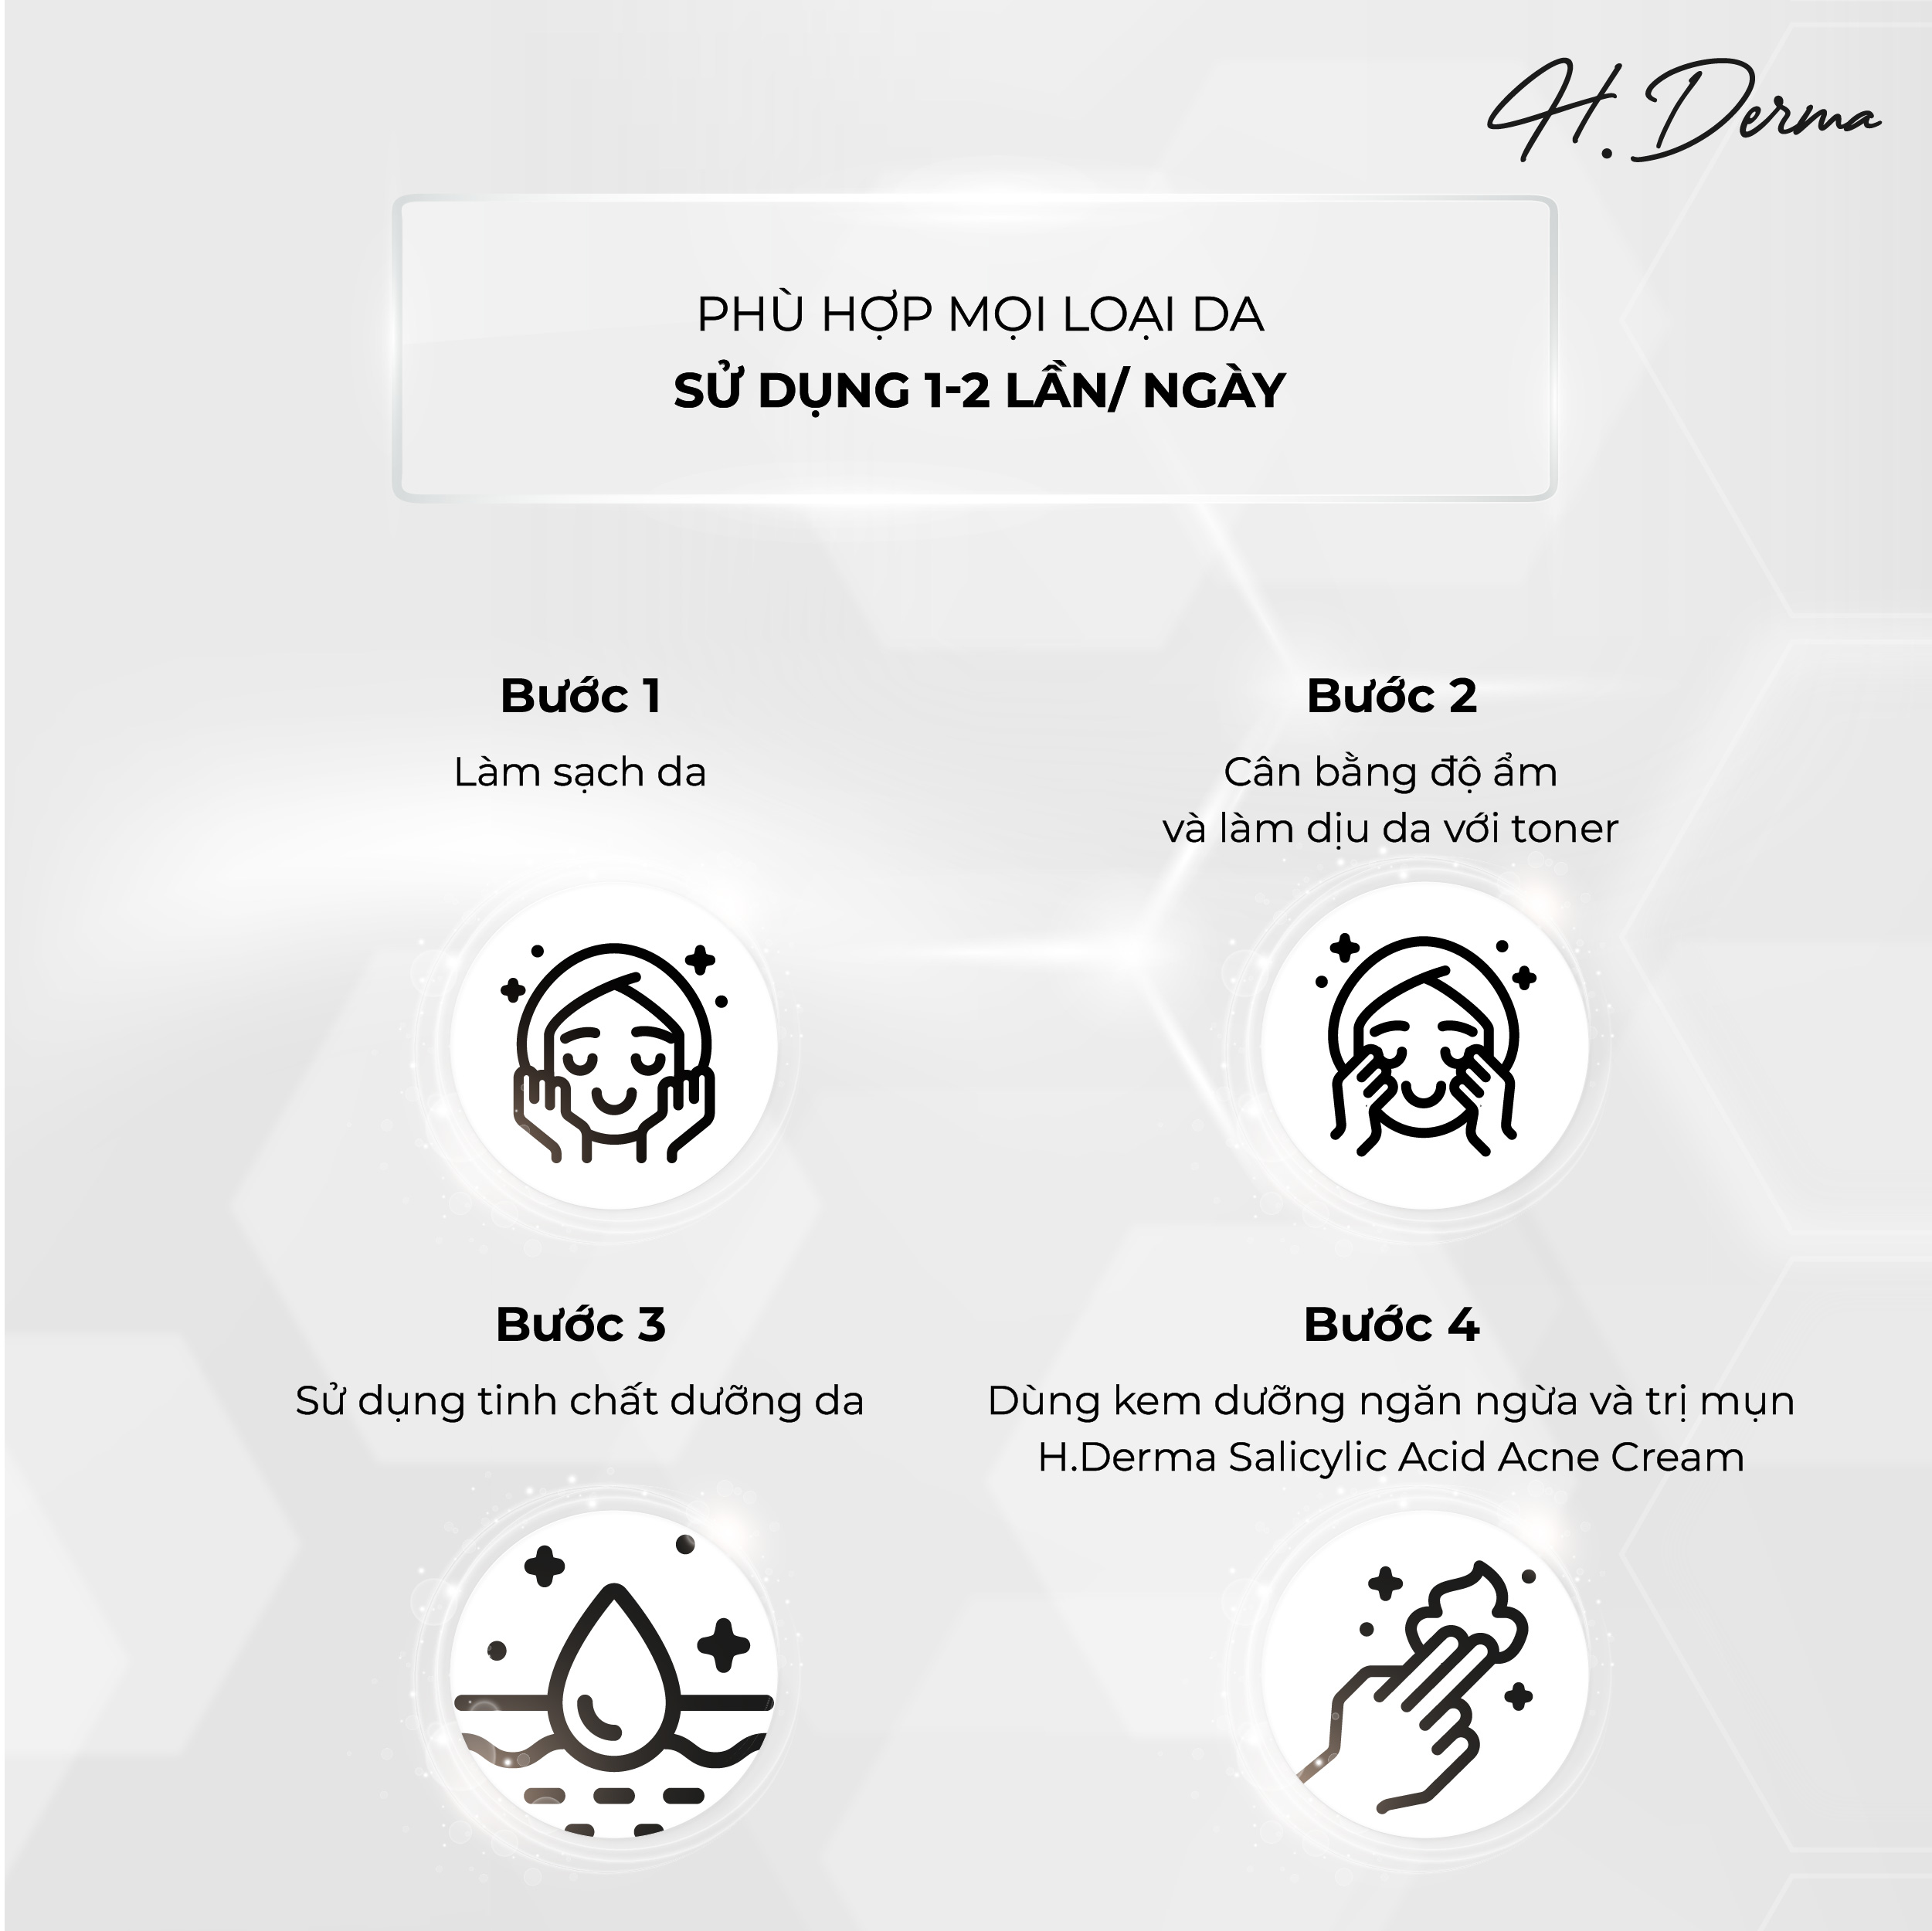 H.Derma
PHÙ HỢP MỌI LOẠI DA
SỬ DỤNG 1-2 LẦN/ NGÀY
Bước 1
Làm sạch da
Bước 2
Cân bằng độ ẩm
và làm dịu da với toner
Bước 3
Sử dụng tinh chất dưỡng da
Bước 4
Dùng kem dưỡng ngăn ngừa và trị mụn
H.Derma Salicylic Acid Acne Cream